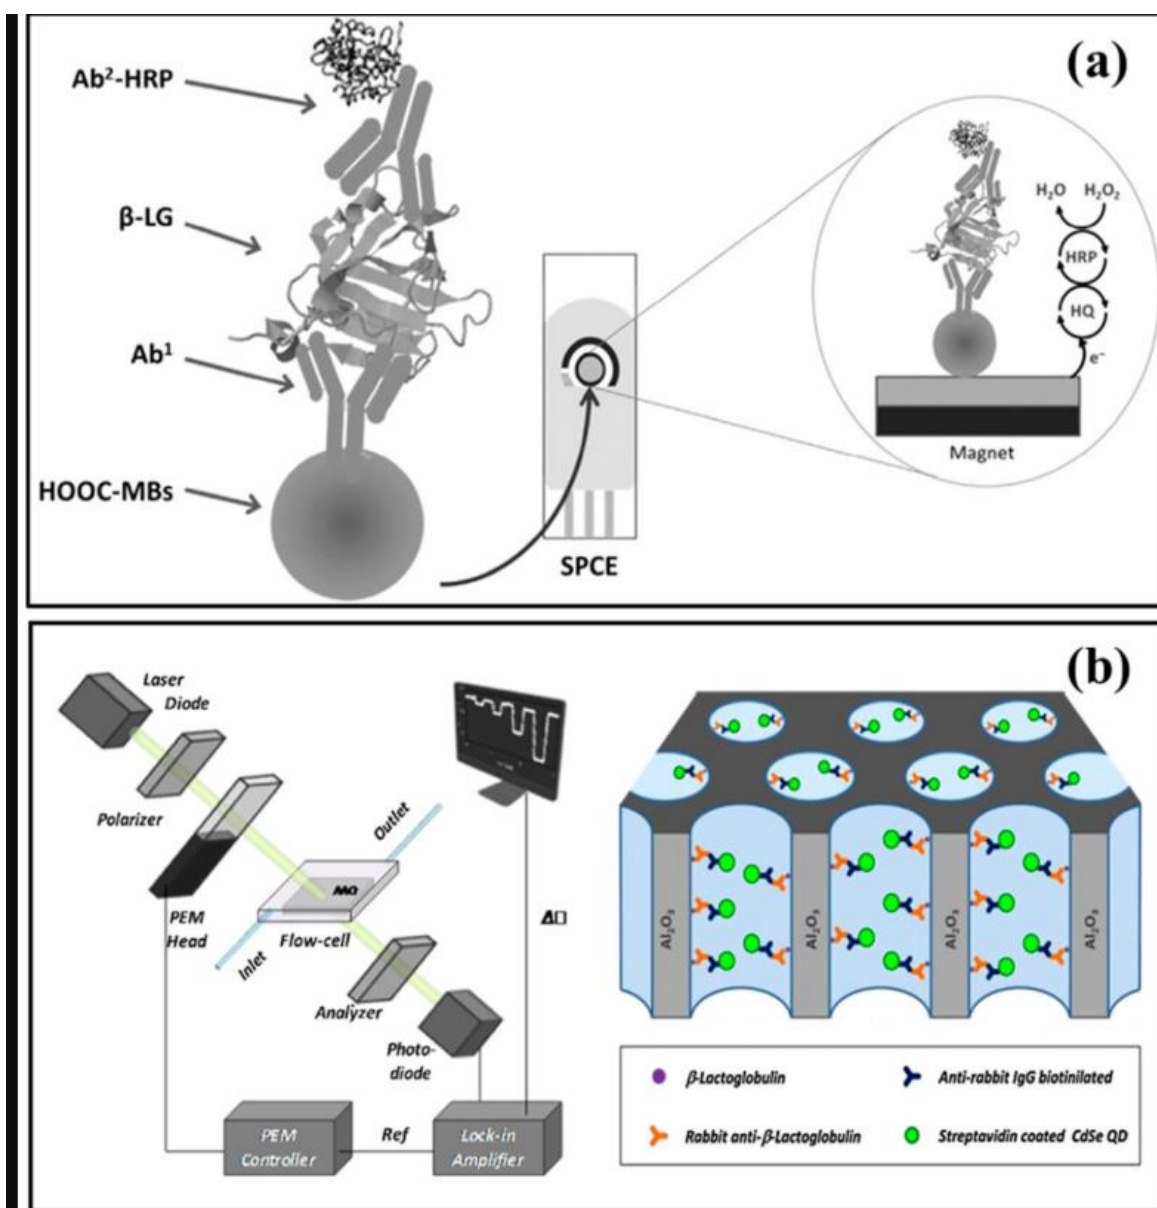 (a)
Ab²-HRP
β-LG
Ab¹
HOOC-MBs
SPCE
H₂O H₂O₂
HRP
HQ
e⁻
Magnet
(b)
Laser
Diode
Polarizer
PEM
Head
Outlet
Inlet
Flow-cell
Analyzer
Photo-
diode
PEM
Controller
Ref
Lock-in
Amplifier
Δ□
Al₂O₃
Al₂O₃
Al₂O₃
Al₂O₃
β-Lactoglobulin
Anti-rabbit IgG biotinilated
Rabbit anti-β-Lactoglobulin
Streptavidin coated CdSe QD